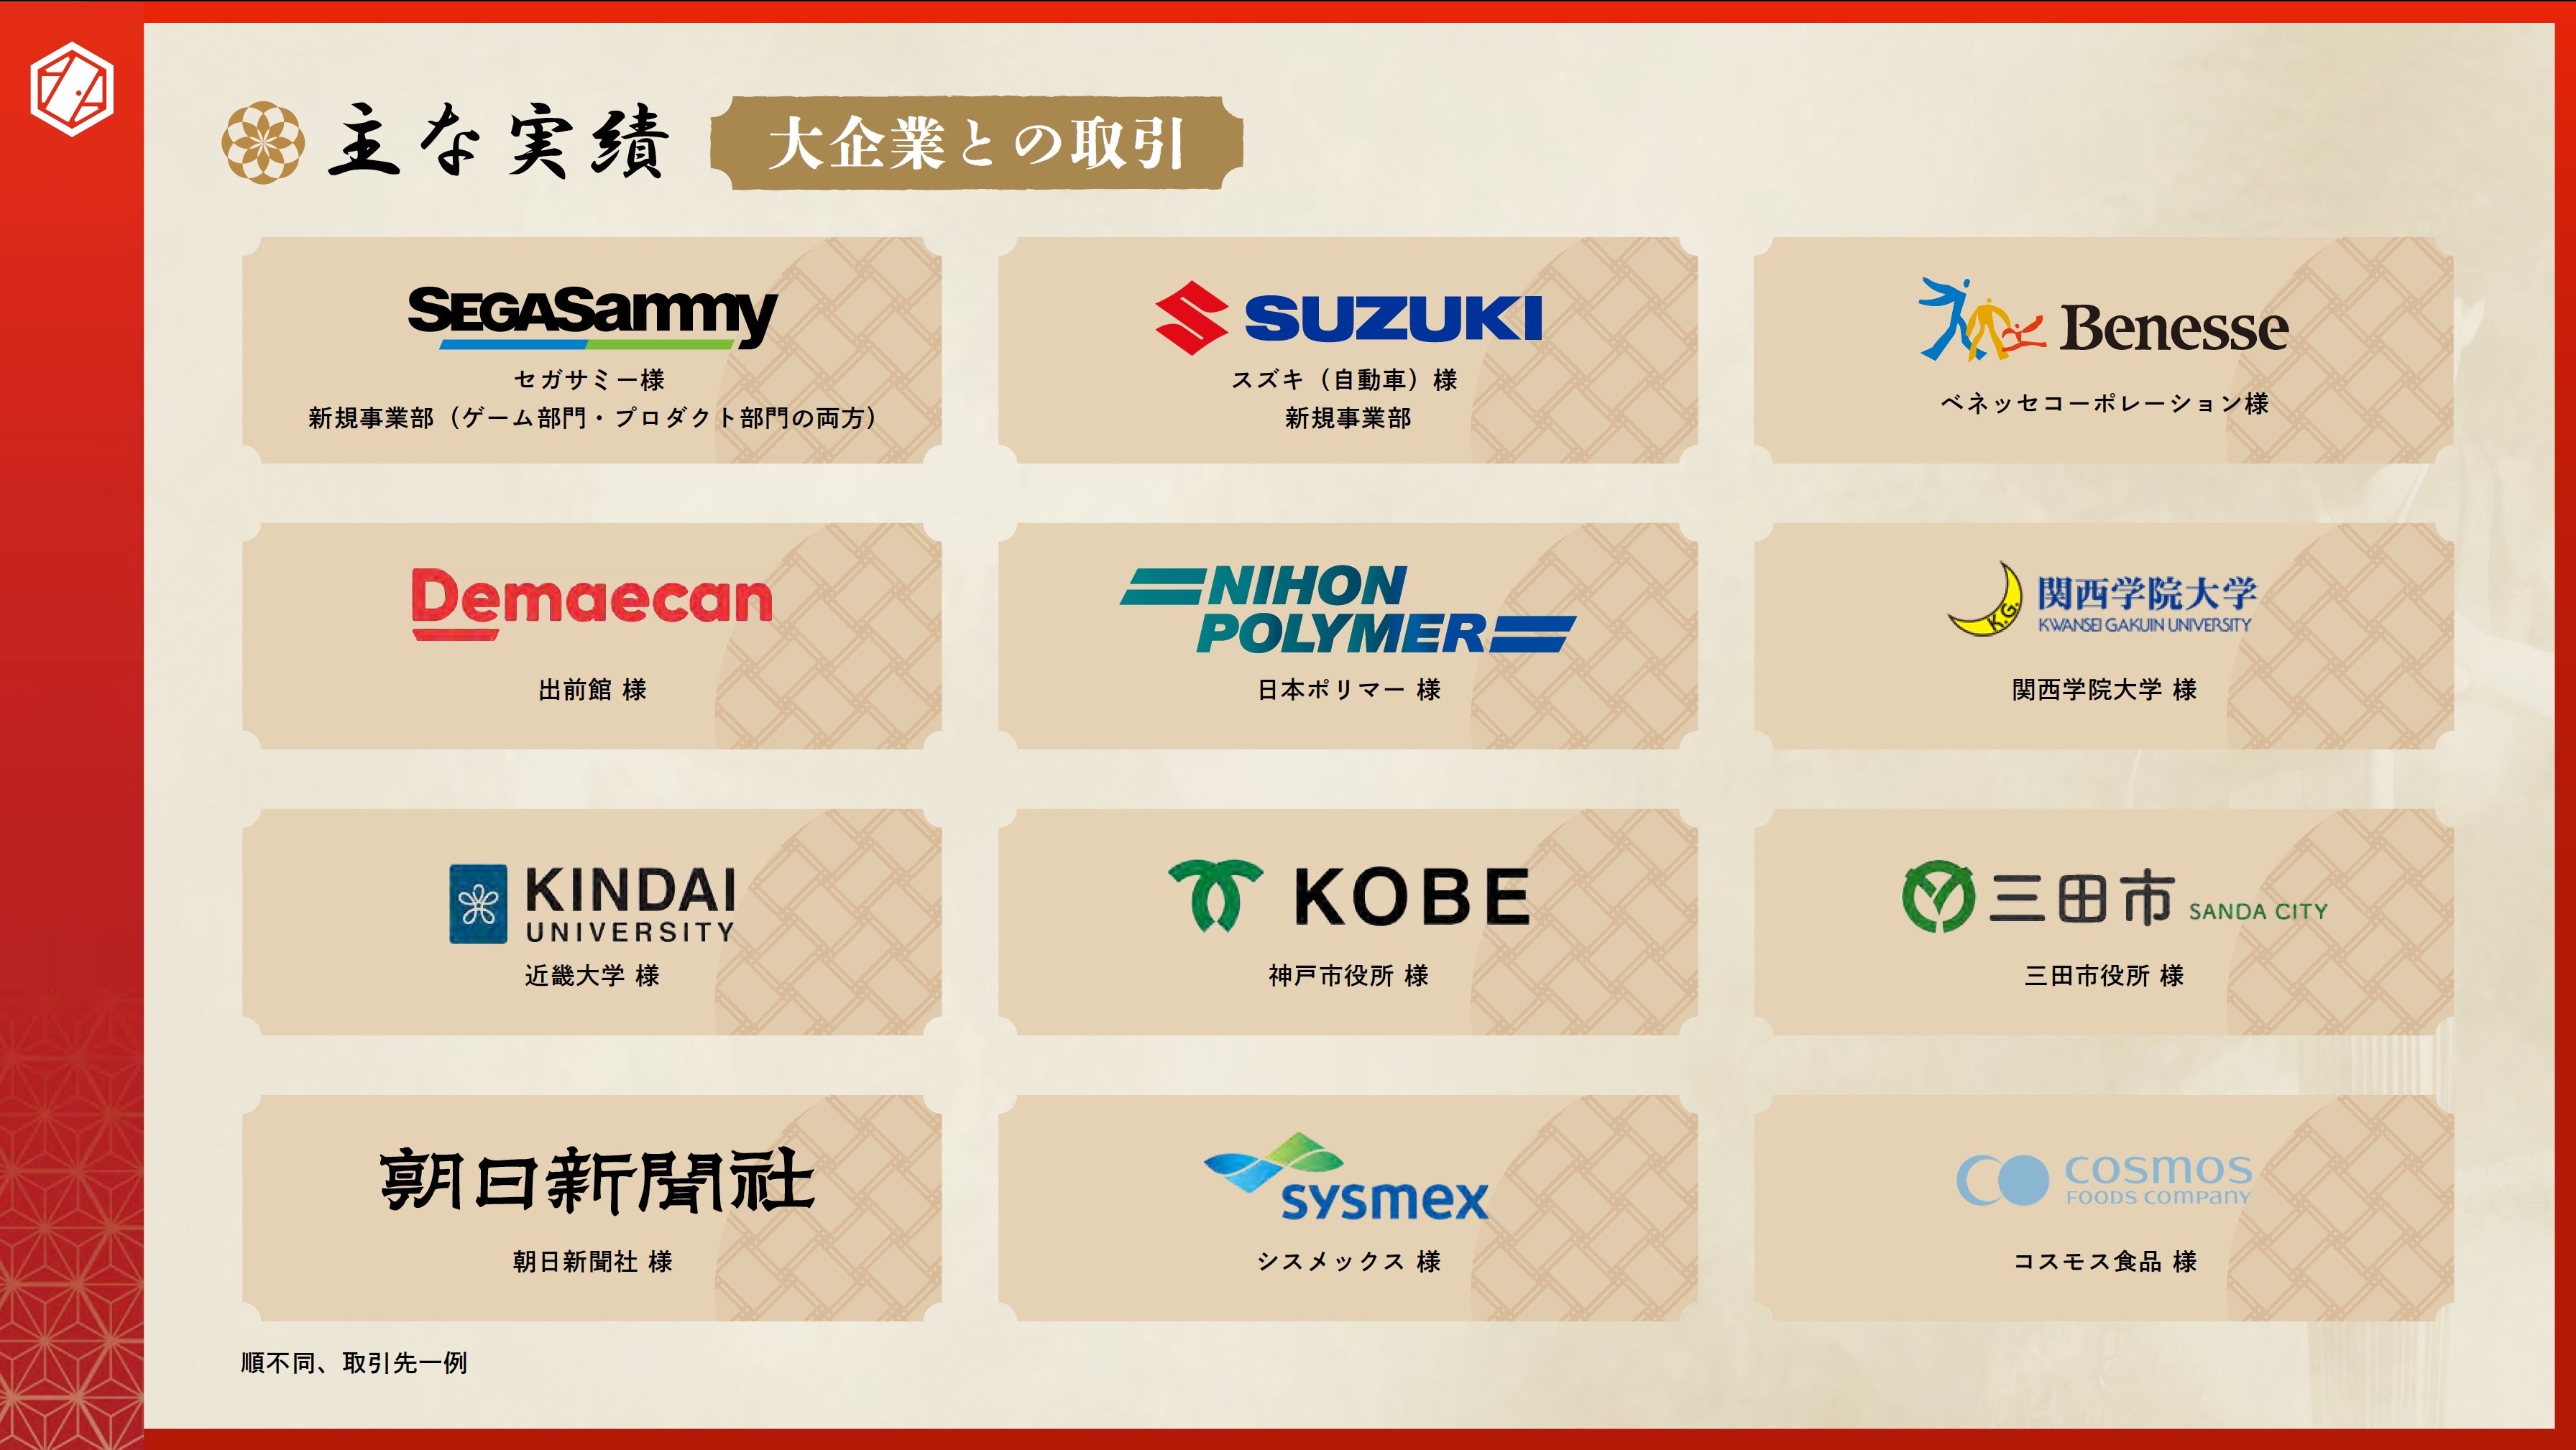 主な実績
大企業との取引
SEGASammy
セガサミー様
新規事業部（ゲーム部門・プロダクト部門の両方）
SUZUKI
スズキ（自動車）様
新規事業部
Benesse
ベネッセコーポレーション様
Demaecan
出前館 様
NIHON
POLYMER
日本ポリマー 様
K.G.
関西学院大学
KWANSEI GAKUIN UNIVERSITY
関西学院大学 様
KINDAI
UNIVERSITY
近畿大学 様
KOBE
神戸市役所 様
三田市 SANDA CITY
三田市役所 様
朝日新聞社
朝日新聞社 様
sysmex
シスメックス 様
cosmos
FOODS company
コスモス食品 様
順不同、取引先一例